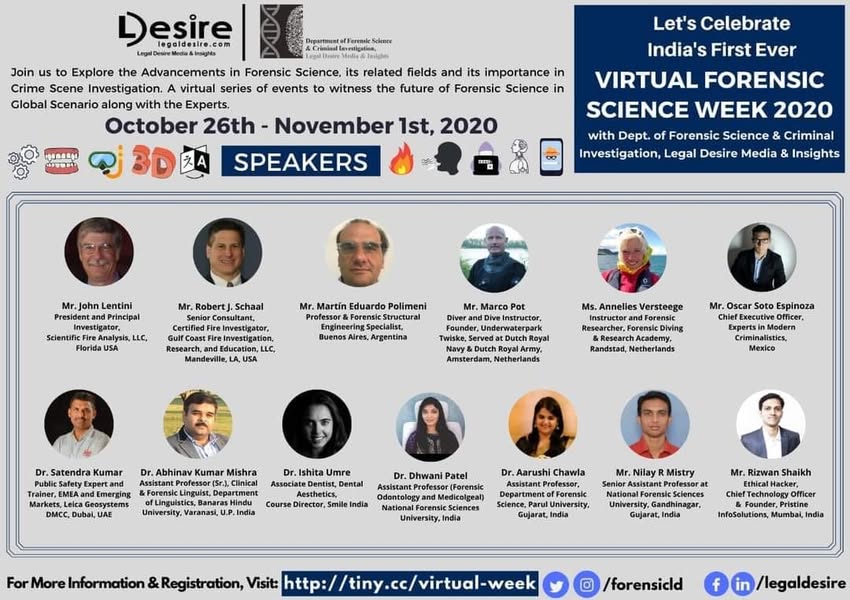 Desire
legaldesire.com
Legal Desire Media & Insights
Department of Forensic Science
& Criminal Investigation,
Legal Desire Media & Insights
Join us to Explore the Advancements in Forensic Science, its related fields and its importance in
Crime Scene Investigation. A virtual series of events to witness the future of Forensic Science in
Global Scenario along with the Experts.
October 26th - November 1st, 2020
Let's Celebrate
India's First Ever
VIRTUAL FORENSIC
SCIENCE WEEK 2020
with Dept. of Forensic Science & Criminal
Investigation, Legal Desire Media & Insights
3D
A
SPEAKERS
Mr. John Lentini
President and Principal
Investigator,
Scientific Fire Analysis, LLC,
Florida USA
Mr. Robert J. Schaal
Senior Consultant,
Certified Fire Investigator,
Gulf Coast Fire Investigation,
Research, and Education, LLC,
Mandeville, LA, USA
Mr. Martín Eduardo Polimeni
Professor & Forensic Structural
Engineering Specialist,
Buenos Aires, Argentina
Mr. Marco Pot
Diver and Dive Instructor,
Founder, Underwaterpark
Twiske, Served at Dutch Royal
Navy & Dutch Royal Army,
Amsterdam, Netherlands
Ms. Annelies Versteege
Instructor and Forensic
Researcher, Forensic Diving
& Research Academy,
Randstad, Netherlands
Mr. Oscar Soto Espinoza
Chief Executive Officer,
Experts in Modern
Criminalistics,
Mexico
Dr. Satendra Kumar
Public Safety Expert and
Trainer, EMEA and Emerging
Markets, Leica Geosystems
DMCC, Dubai, UAE
Dr. Abhinav Kumar Mishra
Assistant Professor (Sr.), Clinical
& Forensic Linguist, Department
of Linguistics, Banaras Hindu
University, Varanasi, U.P. India
Dr. Ishita Umre
Associate Dentist, Dental
Aesthetics,
Course Director, Smile India
Dr. Dhwani Patel
Assistant Professor (Forensic
Odontology and Medicolgeal)
National Forensic Sciences
University, India
Dr. Aarushi Chawla
Assistant Professor,
Department of Forensic
Science, Parul University,
Gujarat, India
Mr. Nilay R Mistry
Senior Assistant Professor at
National Forensic Sciences
University, Gandhinagar,
Gujarat, India
Mr. Rizwan Shaikh
Ethical Hacker,
Chief Technology Officer
& Founder, Pristine
InfoSolutions, Mumbai, India
For More Information & Registration, Visit: http://tiny.cc/virtual-week /forensicld /legaldesire